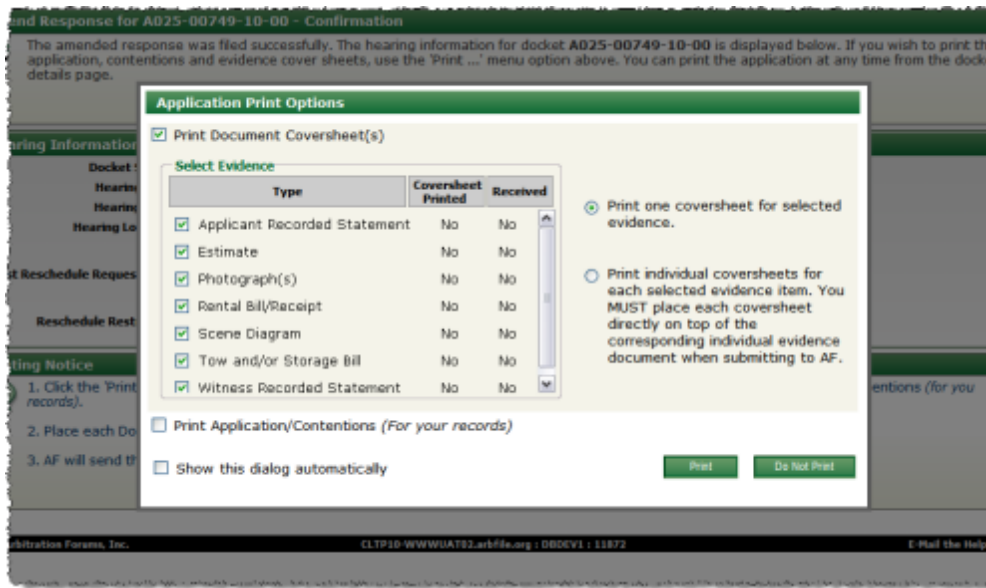 end Response for A025-00749-10-00 - Confirmation
The amended response was filed successfully. The hearing information for docket A025-00749-10-00 is displayed below. If you wish to print th
application, contentions and evidence cover sheets, use the 'Print ...' menu option above. You can print the application at any time from the dock
details page.
Application Print Options
Print Document Coversheet(s)
aring Information
Select Evidence
Docket
Type
Coversheet
Printed
Received
Hearing
Hearing
Hearing Lo
Applicant Recorded Statement No No
Estimate No No
Photograph(s) No No
Rental Bill/Receipt No No
Scene Diagram No No
Tow and/or Storage Bill No No
Witness Recorded Statement No No
Print one coversheet for selected
evidence.
Print individual coversheets for
each selected evidence item. You
MUST place each coversheet
directly on top of the
corresponding individual evidence
document when submitting to AF.
t Reschedule Reques
Reschedule Rest
ting Notice
1. Click the 'Print
entions (for you
records).
2. Place each Do
3. AF will send th
Print Application/Contentions (For your records)
Show this dialog automatically
Print
Do Not Print
rbitration Forums, Inc.
CLTP10-WWWUAT02.arbfile.org : DBDEV1 : 11872
E-Mail the Help